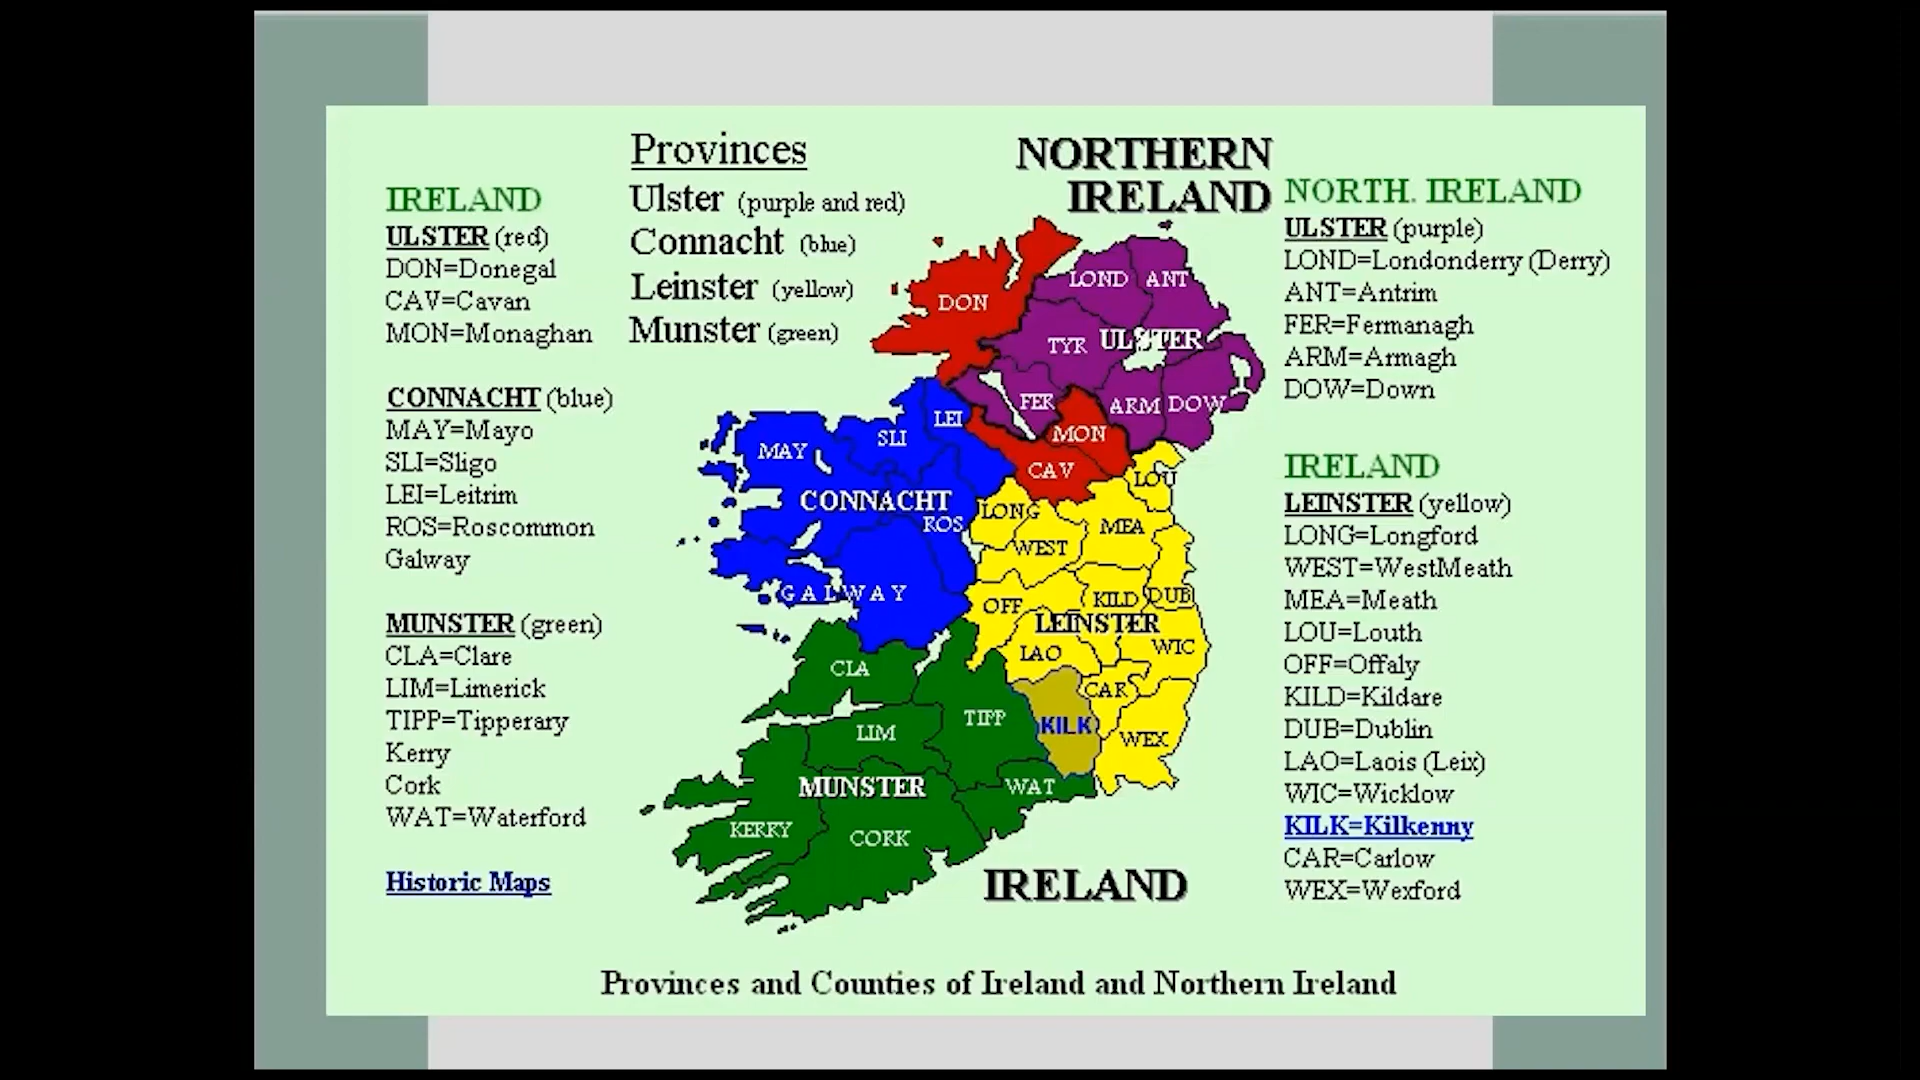 Provinces
Ulster (purple and red)
Connacht (blue)
Leinster (yellow)
Munster (green)
NORTHERN
IRELAND
IRELAND
ULSTER (red)
DON=Donegal
CAV=Cavan
MON=Monaghan
CONNACHT (blue)
MAY=Mayo
SLI=Sligo
LEI=Leitrim
ROS=Roscommon
Galway
MUNSTER (green)
CLA=Clare
LIM=Limerick
TIPP=Tipperary
Kerry
Cork
WAT=Waterford
Historic Maps
DON
LOND
ANT
TYK
ULSTER
FER
ARM
DOW
MON
CAV
LEI
SLI
MAY
CONNACHT
ROS
GALWAY
LOU
LONG
MEA
WEST
OFF
KILD
DUB
LEINSTER
LAO
WIC
CAR
KILK
WEX
CLA
TIPP
LIM
MUNSTER
WAT
KERRY
CORK
IRELAND
NORTH. IRELAND
ULSTER (purple)
LOND=Londonderry (Derry)
ANT=Antrim
FER=Fermanagh
ARM=Armagh
DOW=Down
IRELAND
LEINSTER (yellow)
LONG=Longford
WEST=WestMeath
MEA=Meath
LOU=Louth
OFF=Offaly
KILD=Kildare
DUB=Dublin
LAO=Laois (Leix)
WIC=Wicklow
KILK=Kilkenny
CAR=Carlow
WEX=Wexford
Provinces and Counties of Ireland and Northern Ireland